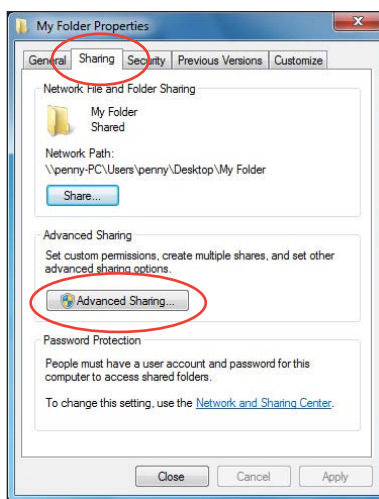 My Folder Properties
General Sharing Security Previous Versions Customize
Network File and Folder Sharing
My Folder
Shared
Network Path:
\\penny-PC\Users\penny\Desktop\My Folder
Share...
Advanced Sharing
Set custom permissions, create multiple shares, and set other
advanced sharing options.
Advanced Sharing...
Password Protection
People must have a user account and password for this
computer to access shared folders.
To change this setting, use the Network and Sharing Center.
Close Cancel Apply